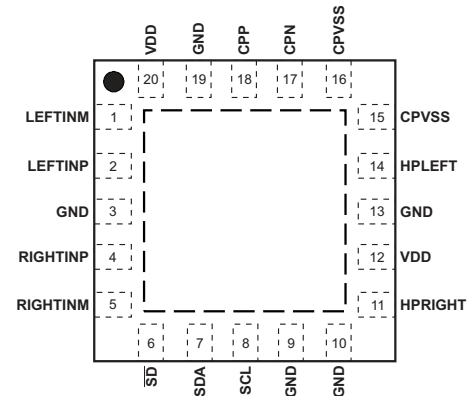 VDD
GND
CPP
CPN
CPVSS
20
19
18
17
16
LEFTINM 1
15 CPVSS
LEFTINP 2
14 HPLEFT
GND 3
13 GND
RIGHTINP 4
12 VDD
RIGHTINM 5
11 HPRIGHT
6
7
8
9
10
S̅D̅
SDA
SCL
GND
GND